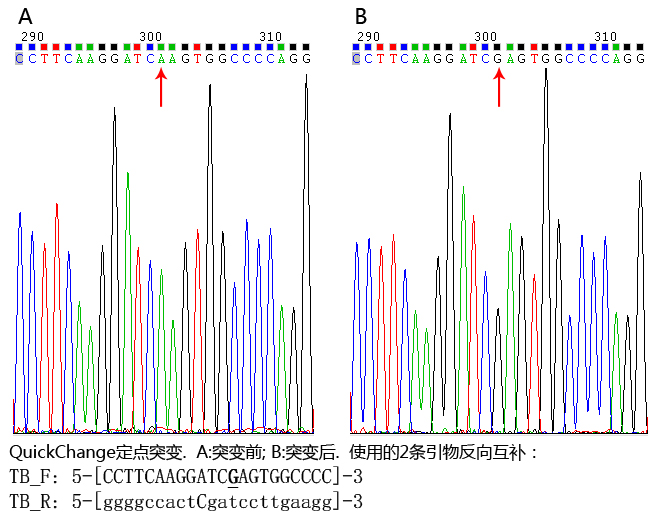 A B
290 300 310 290 300 310
CCTTCAAGGATCAAGTGGCCCCAGG CCTTCAAGGATCGAGTGGCCCCAGG
QuickChange定点突变. A:突变前; B:突变后. 使用的2条引物反向互补：
TB_F: 5-[CCTTCAAGGATCGAGTGGCCCC]-3
TB_R: 5-[ggggccactCgatccttgaagg]-3